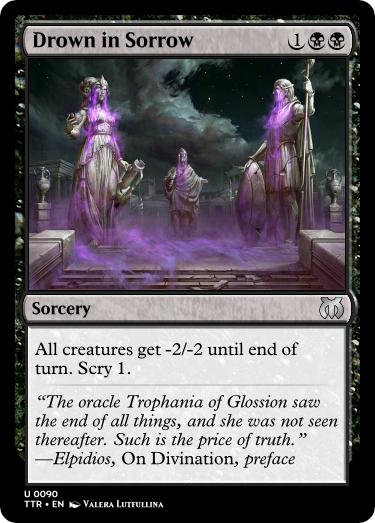 Drown in Sorrow 1
Sorcery
All creatures get -2/-2 until end of
turn. Scry 1.
“The oracle Trophania of Glossion saw
the end of all things, and she was not seen
thereafter. Such is the price of truth.”
—Elpidios, On Divination, preface
U 0090
TTR • EN Valera Lutfullina